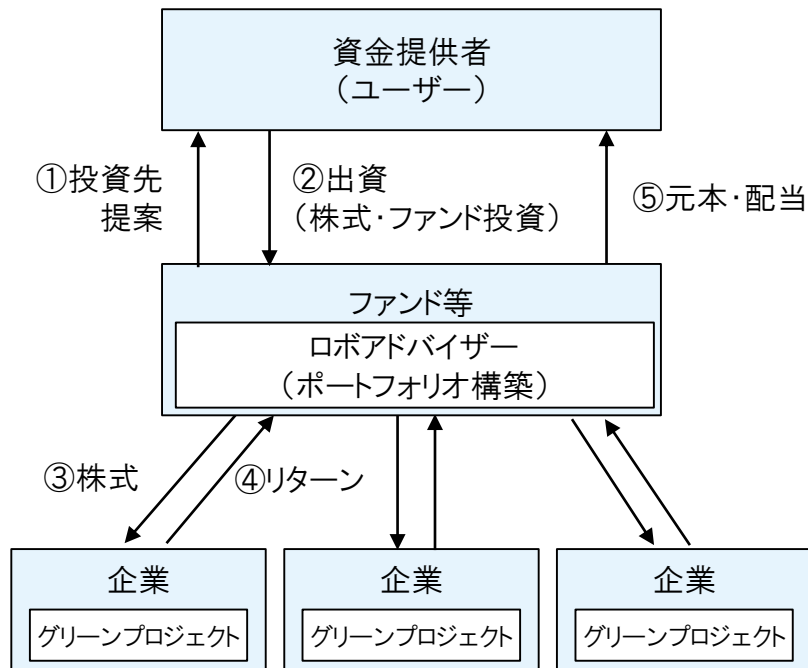 資金提供者
（ユーザー）
①投資先
提案
②出資
（株式・ファンド投資）
⑤元本・配当
ファンド等
ロボアドバイザー
（ポートフォリオ構築）
③株式
④リターン
企業
グリーンプロジェクト
企業
グリーンプロジェクト
企業
グリーンプロジェクト